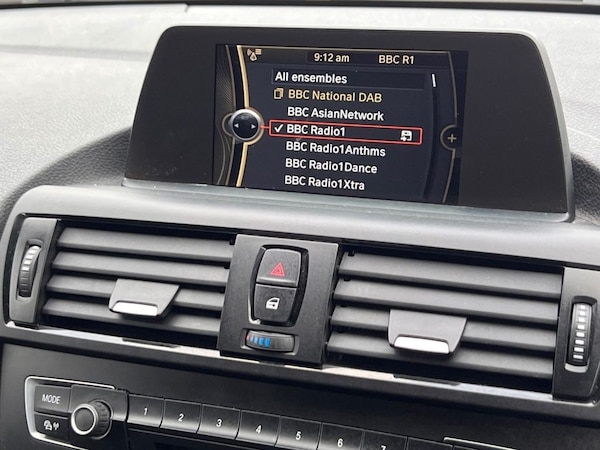 9:12 am BBC R1
All ensembles
BBC National DAB
BBC AsianNetwork
BBC Radio1
BBC Radio1Anthms
BBC Radio1Dance
BBC Radio1Xtra
MODE
1 2 3 4 5 6 7